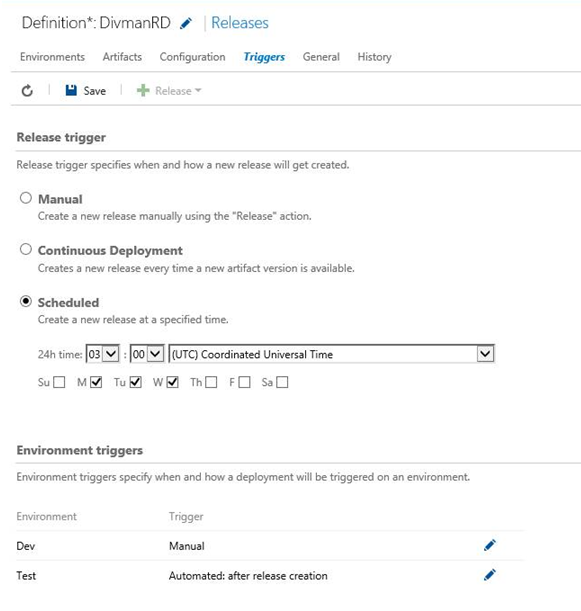 Definition*: DivmanRD | Releases
Environments Artifacts Configuration Triggers General History
Save Release
Release trigger
Release trigger specifies when and how a new release will get created.
Manual
Create a new release manually using the "Release" action.
Continuous Deployment
Creates a new release every time a new artifact version is available.
Scheduled
Create a new release at a specified time.
24h time: 03 : 00 (UTC) Coordinated Universal Time
Su M Tu W Th F Sa
Environment triggers
Environment triggers specify when and how a deployment will be triggered on an environment.
Environment Trigger
Dev Manual
Test Automated: after release creation